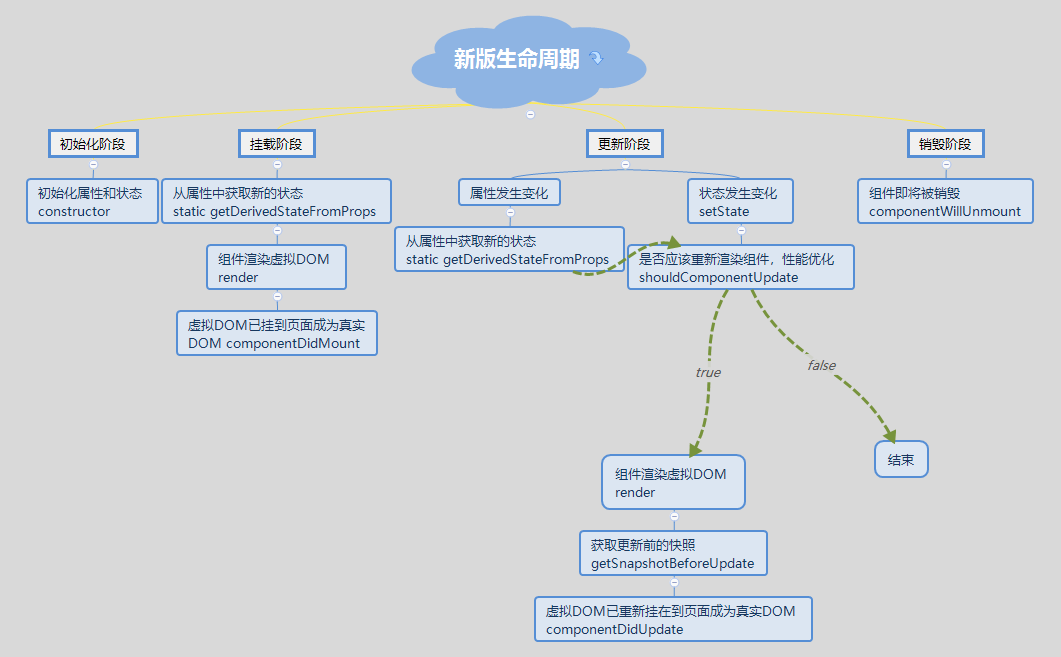 新版生命周期
初始化阶段
挂载阶段
更新阶段
销毁阶段
初始化属性和状态
constructor
从属性中获取新的状态
static getDerivedStateFromProps
组件渲染虚拟DOM
render
虚拟DOM已挂到页面成为真实
DOM componentDidMount
属性发生变化
从属性中获取新的状态
static getDerivedStateFromProps
状态发生变化
setState
是否应该重新渲染组件，性能优化
shouldComponentUpdate
true
false
组件渲染虚拟DOM
render
结束
获取更新前的快照
getSnapshotBeforeUpdate
虚拟DOM已重新挂在到页面成为真实DOM
componentDidUpdate
组件即将被销毁
componentWillUnmount